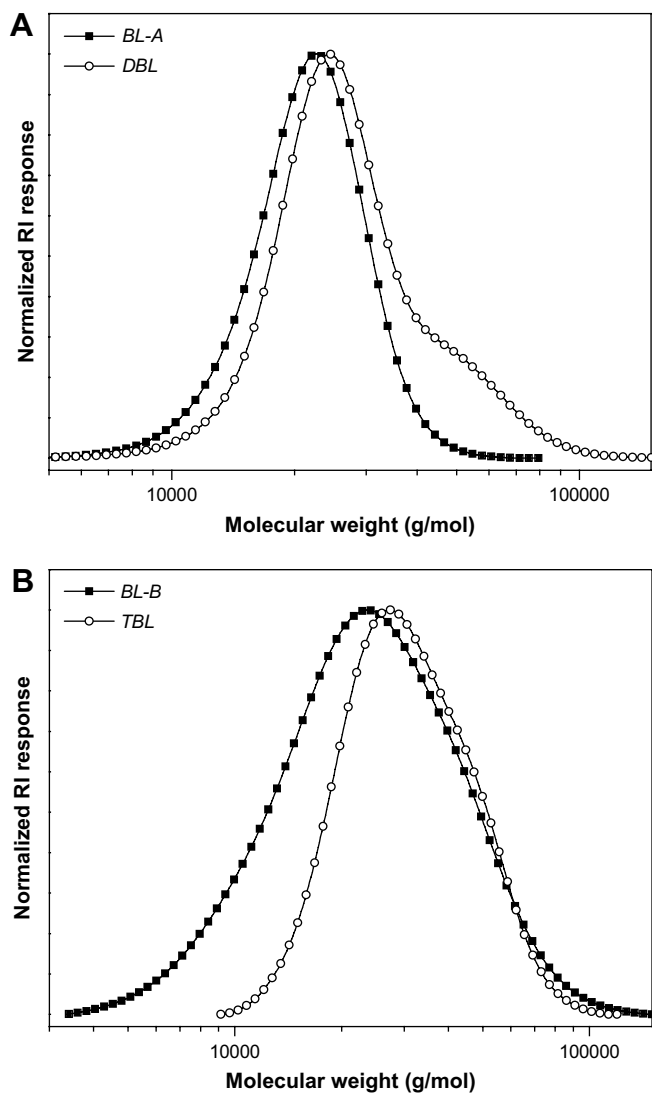 A
BL-A
DBL
Normalized RI response
10000
100000
Molecular weight (g/mol)
B
BL-B
TBL
Normalized RI response
10000
100000
Molecular weight (g/mol)